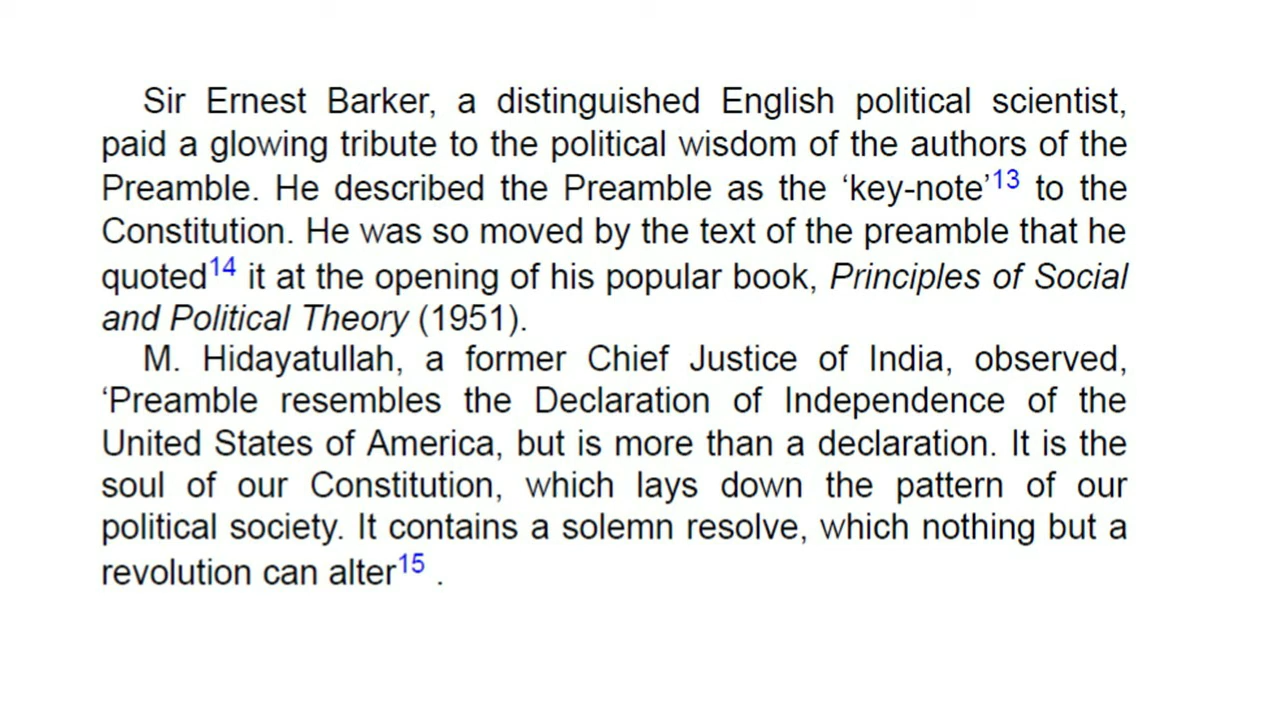 Sir Ernest Barker, a distinguished English political scientist,
paid a glowing tribute to the political wisdom of the authors of the
Preamble. He described the Preamble as the ‘key-note’13 to the
Constitution. He was so moved by the text of the preamble that he
quoted14 it at the opening of his popular book, Principles of Social
and Political Theory (1951).
M. Hidayatullah, a former Chief Justice of India, observed,
‘Preamble resembles the Declaration of Independence of the
United States of America, but is more than a declaration. It is the
soul of our Constitution, which lays down the pattern of our
political society. It contains a solemn resolve, which nothing but a
revolution can alter15 .